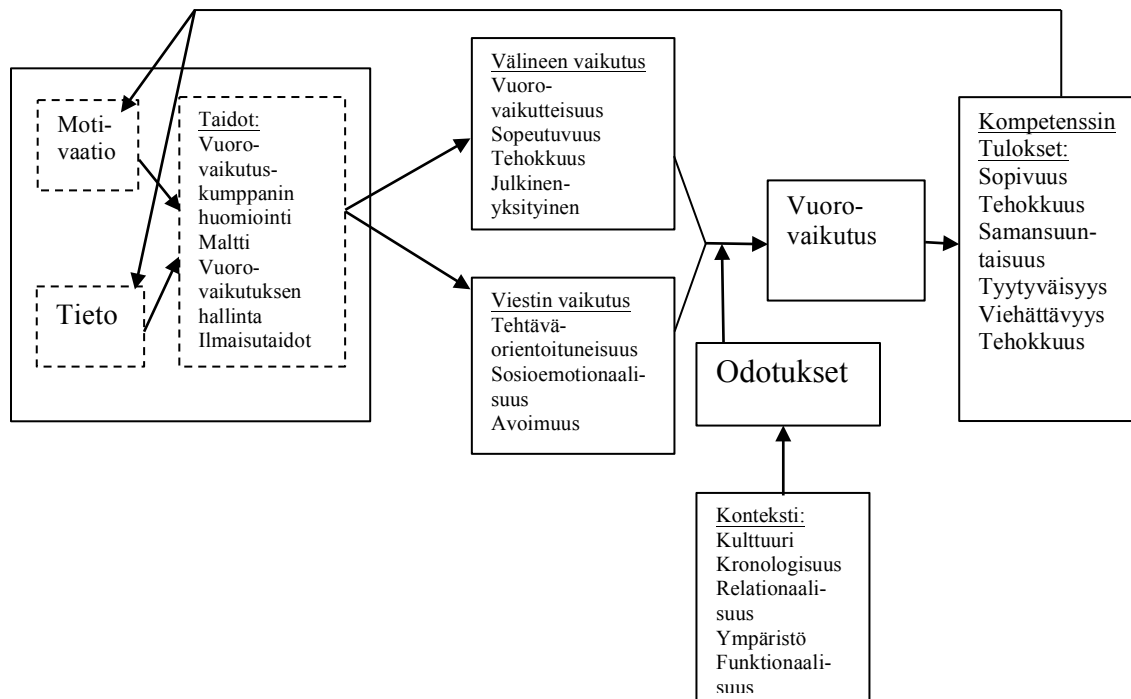 Moti-
vaatio
Tieto
Taidot:
Vuoro-
vaikutus-
kumppanin
huomiointi
Maltti
Vuoro-
vaikutuksen
hallinta
Ilmaisutaidot
Välineen vaikutus
Vuoro-
vaikutteisuus
Sopeutuvuus
Tehokkuus
Julkinen-
yksityinen
Viestin vaikutus
Tehtävä-
orientoituneisuus
Sosioemotionaali-
suus
Avoimuus
Vuoro-
vaikutus
Odotukset
Konteksti:
Kulttuuri
Kronologisuus
Relationaali-
suus
Ympäristö
Funktionaali-
suus
Kompetenssin
Tulokset:
Sopivuus
Tehokkuus
Samansuun-
taisuus
Tyytyväisyys
Viehättävyys
Tehokkuus